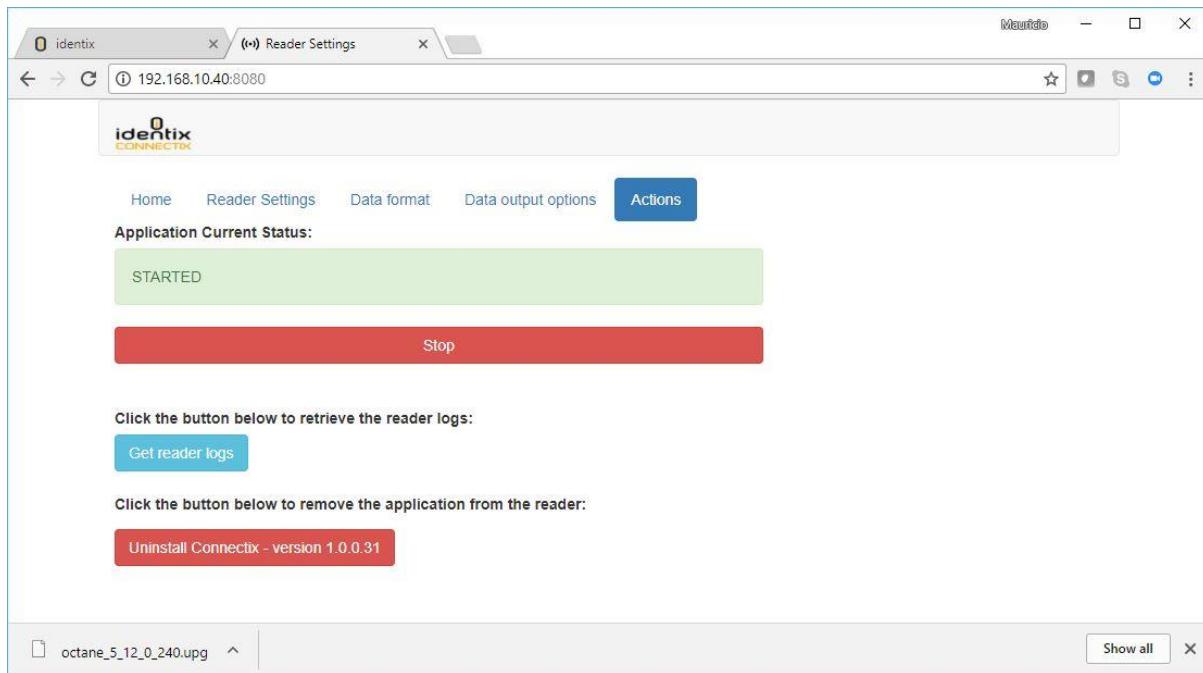 Mauricio
identix
Reader Settings
192.168.10.40:8080
identix
CONNECTIX
Home Reader Settings Data format Data output options Actions
Application Current Status:
STARTED
Stop
Click the button below to retrieve the reader logs:
Get reader logs
Click the button below to remove the application from the reader:
Uninstall Connectix - version 1.0.0.31
octane_5_12_0_240.upg
Show all